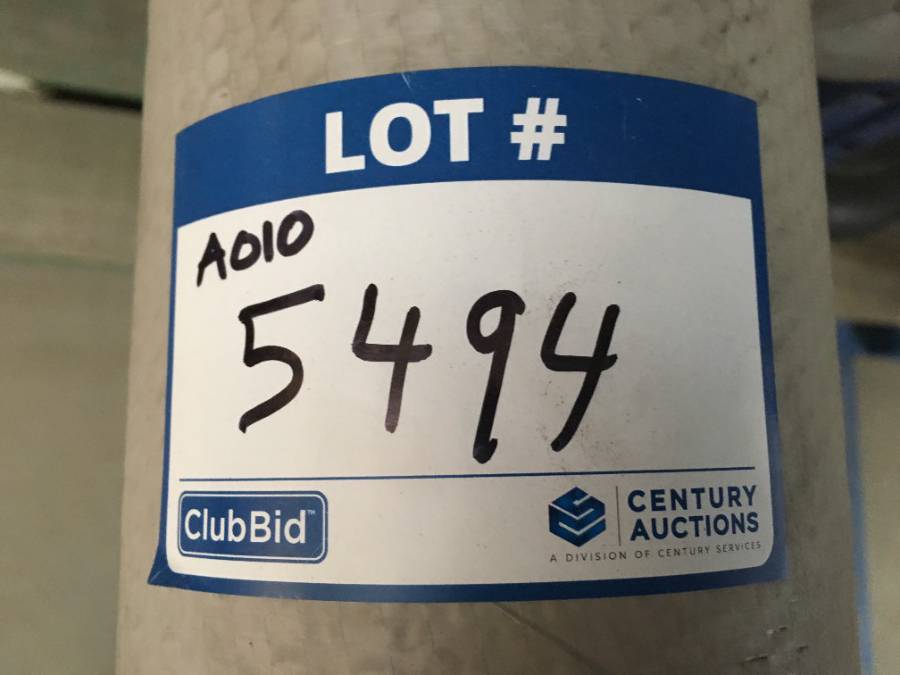 LOT #
A010
5494
ClubBid™
CENTURY
AUCTIONS
A DIVISION OF CENTURY SERVICES